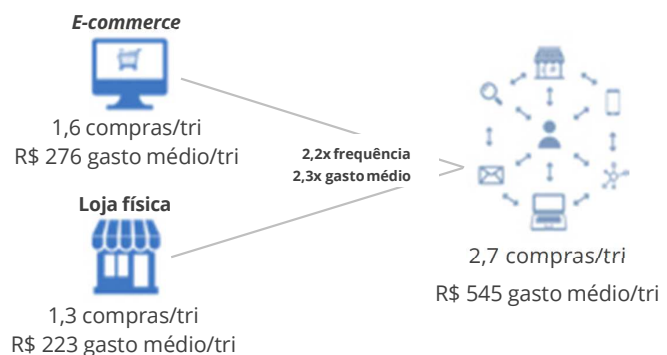 E-commerce
1,6 compras/tri
R$ 276 gasto médio/tri
2,2x frequência
2,3x gasto médio
Loja física
1,3 compras/tri
R$ 223 gasto médio/tri
2,7 compras/tri
R$ 545 gasto médio/tri